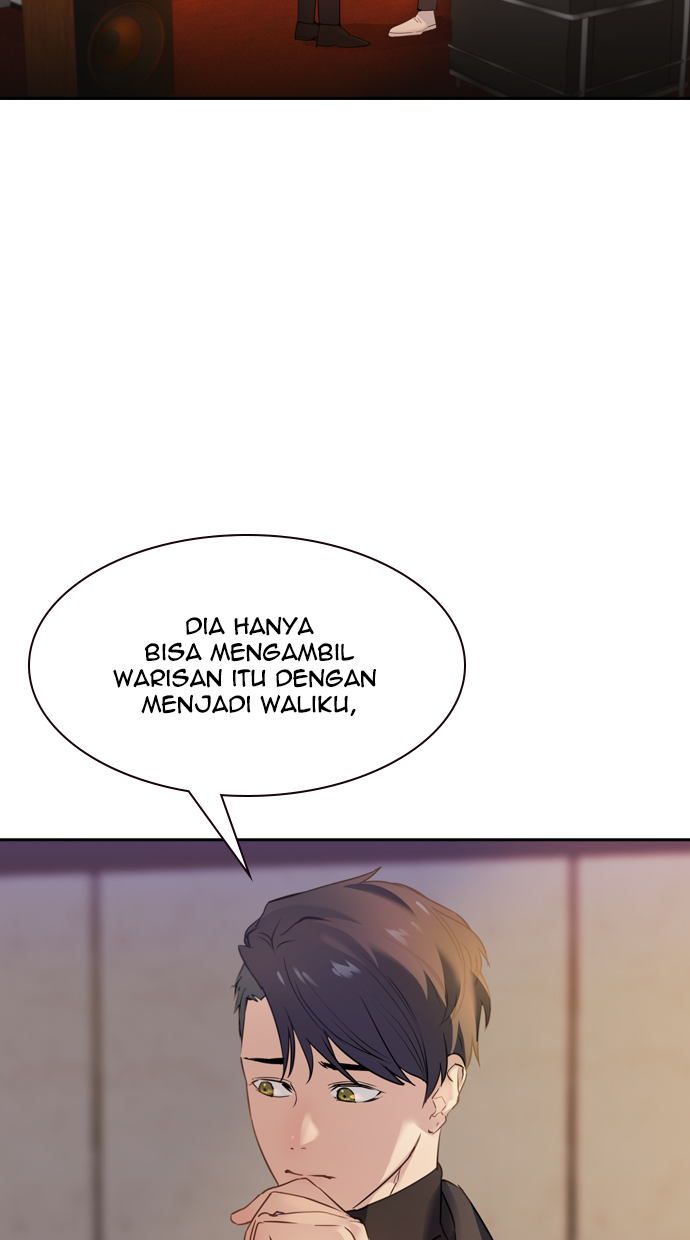 DIA HANYA
BISA MENGAMBIL
WARISAN ITU DENGAN
MENJADI WALIKU,